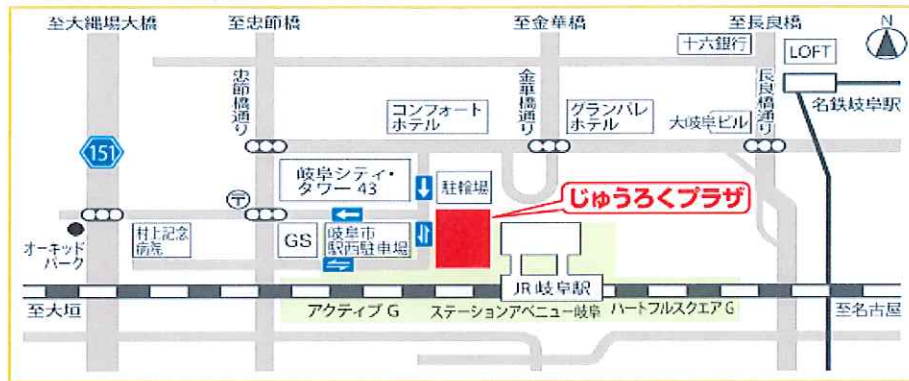 至大縄場大橋
至忠節橋
至金華橋
至長良橋
N
十六銀行
LOFT
名鉄岐阜駅
忠節橋通り
金華橋通り
長良橋通り
コンフォート
ホテル
グランパレ
ホテル
大岐阜ビル
151
岐阜シティ・
タワー 43
駐輪場
じゅうろくプラザ
〒
村上記念
病院
GS
岐阜市
駅西駐車場
オーキッド
パーク
JR岐阜駅
至大垣
アクティブ G
ステーションアベニュー岐阜
ハートフルスクエア G
至名古屋